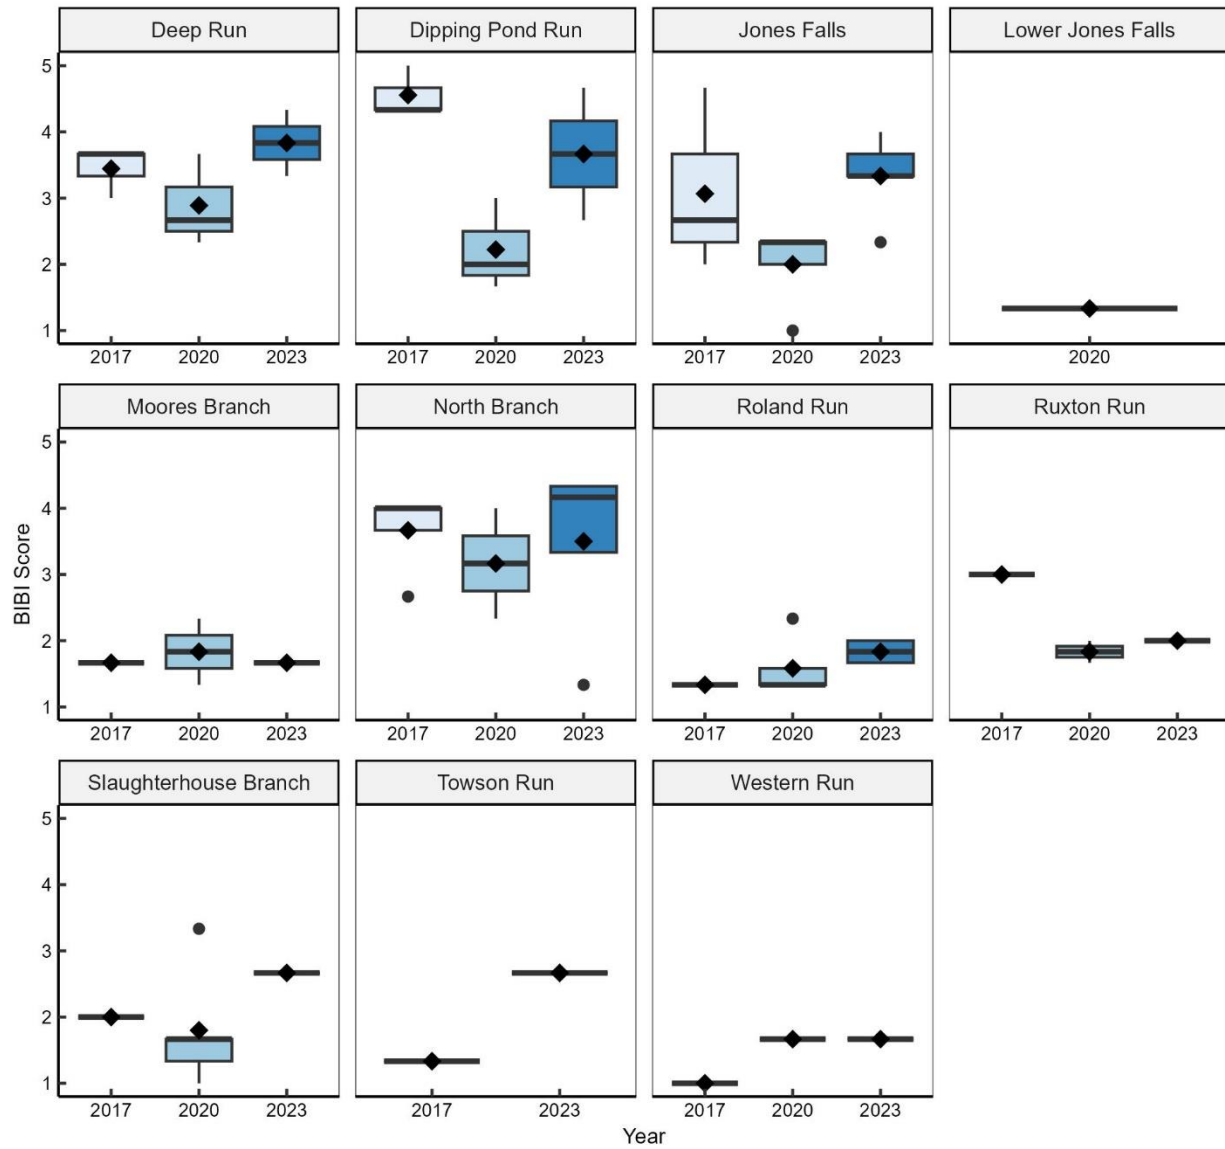 Deep Run Dipping Pond Run Jones Falls Lower Jones Falls
5
4
3
2
1
2017 2020 2023 2017 2020 2023 2017 2020 2023 2020
Moores Branch North Branch Roland Run Ruxton Run
5
4
3
2
1
BIBI Score
2017 2020 2023 2017 2020 2023 2017 2020 2023 2017 2020 2023
Slaughterhouse Branch Towson Run Western Run
5
4
3
2
1
2017 2020 2023 2017 2023 2017 2020 2023
Year